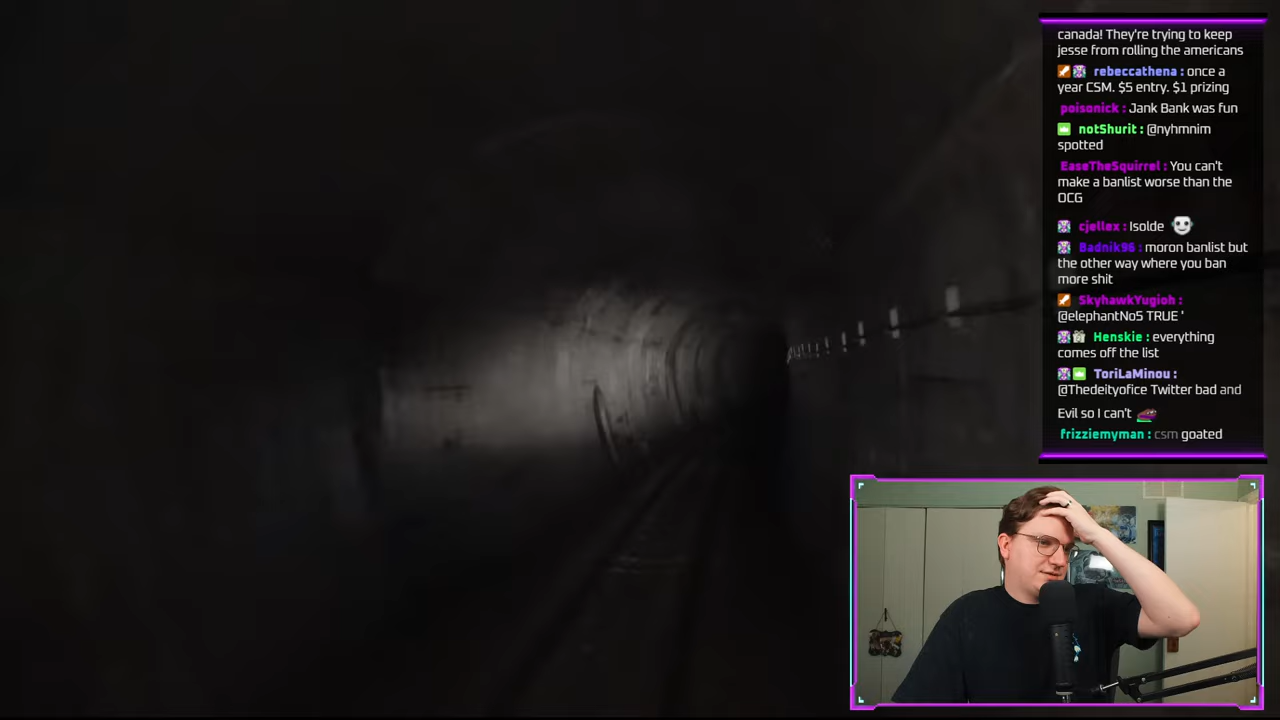 canada! They're trying to keep
jesse from rolling the americans
rebeccathena : once a
year CSM. $5 entry. $1 prizing
poisonick : Jank Bank was fun
notShurit : @nyhmnim
spotted
EaseTheSquirrel : You can't
make a banlist worse than the
OCG
cjellex : Isolde
Badnik96 : moron banlist but
the other way where you ban
more shit
SkyhawkYugioh :
@elephantNo5 TRUE '
Henskie : everything
comes off the list
ToriLaMinou :
@Thedeityofice Twitter bad and
Evil so I can't
frizziemyman : csm goated